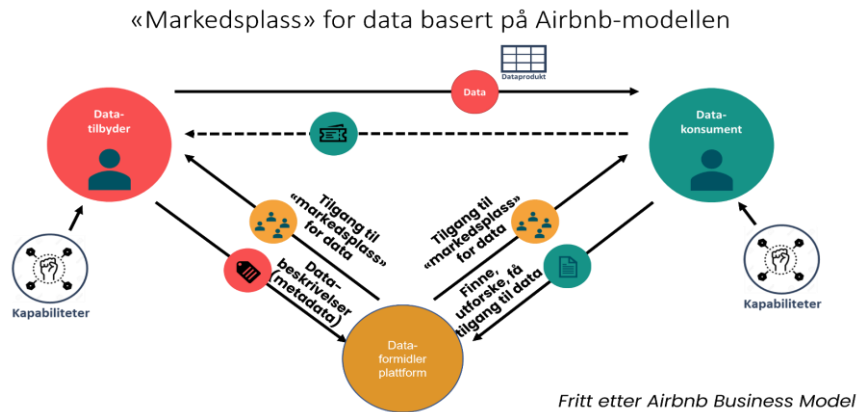 «Markedsplass» for data basert på Airbnb-modellen
Dataprodukt
Data
Data-
tilbyder
Data-
konsument
Tilgang til
«markedsplass»
for data
Data-
beskrivelser
(metadata)
Tilgang til
«markedsplass»
for data
Finne,
utforske, få
tilgang til data
Kapabiliteter
Kapabiliteter
Data-
formidler
plattform
Fritt etter Airbnb Business Model